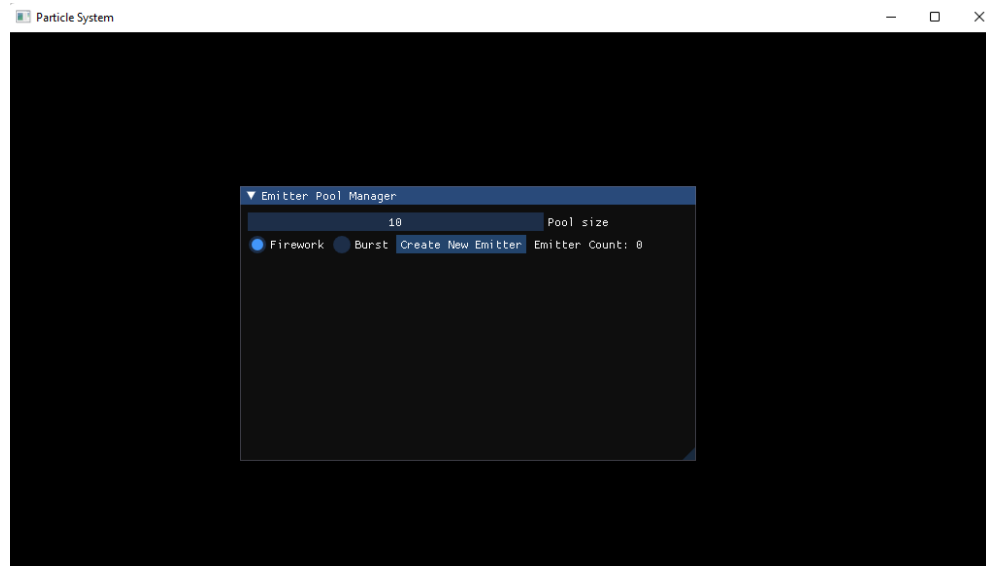 Particle System
Emitter Pool Manager
10 Pool size
Firework Burst Create New Emitter Emitter Count: 0